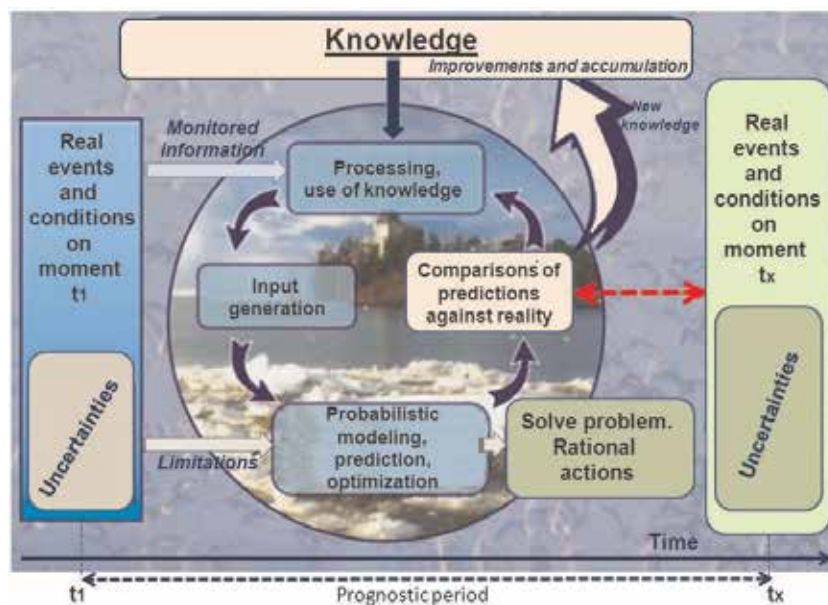 Knowledge
Improvements and accumulation
New
knowledge
Monitored
information
Real
events
and
conditions
on
moment
t1
Uncertainties
Processing,
use of knowledge
Input
generation
Comparisons of
predictions
against reality
Probabilistic
modeling,
prediction,
optimization
Limitations
Solve problem.
Rational
actions
Real
events
and
conditions
on
moment
tx
Uncertainties
Time
t1
Prognostic period
tx